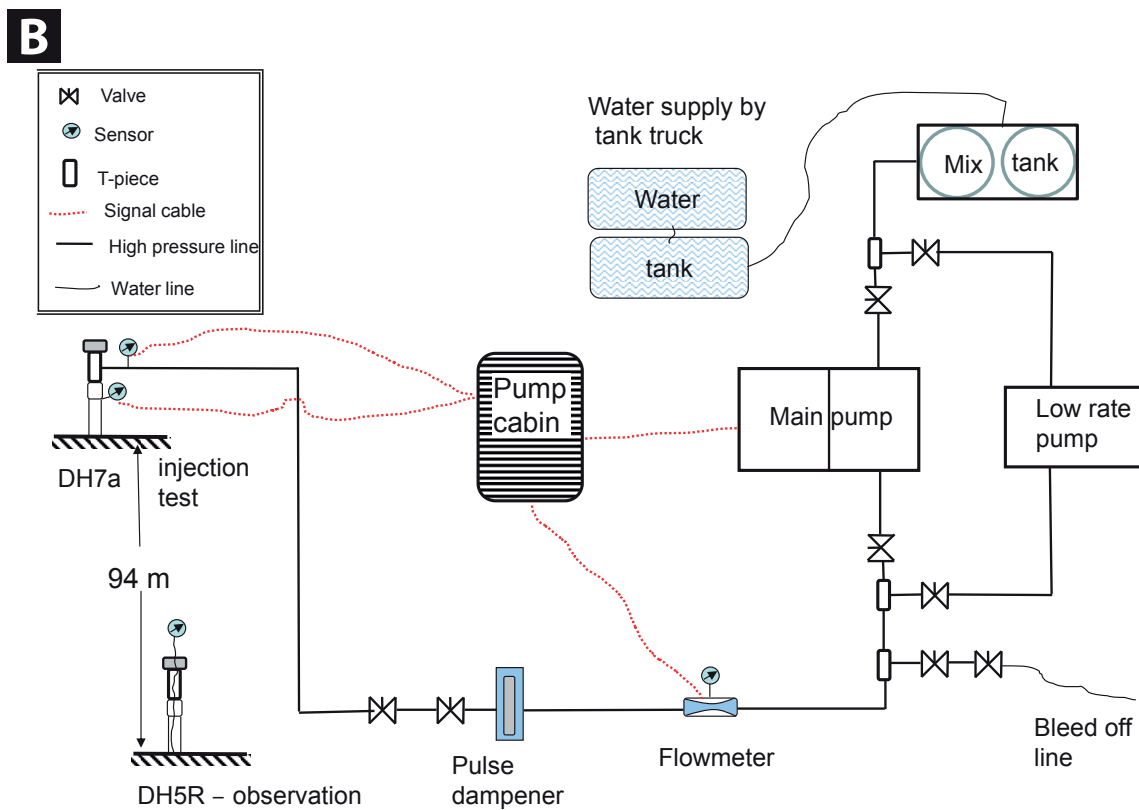 B
Valve
Sensor
T-piece
Signal cable
High pressure line
Water line
Water supply by
tank truck
Water
tank
Mix
tank
Pump
cabin
Main pump
Low rate
pump
DH7a
injection
test
94 m
DH5R – observation
Pulse
dampener
Flowmeter
Bleed off
line